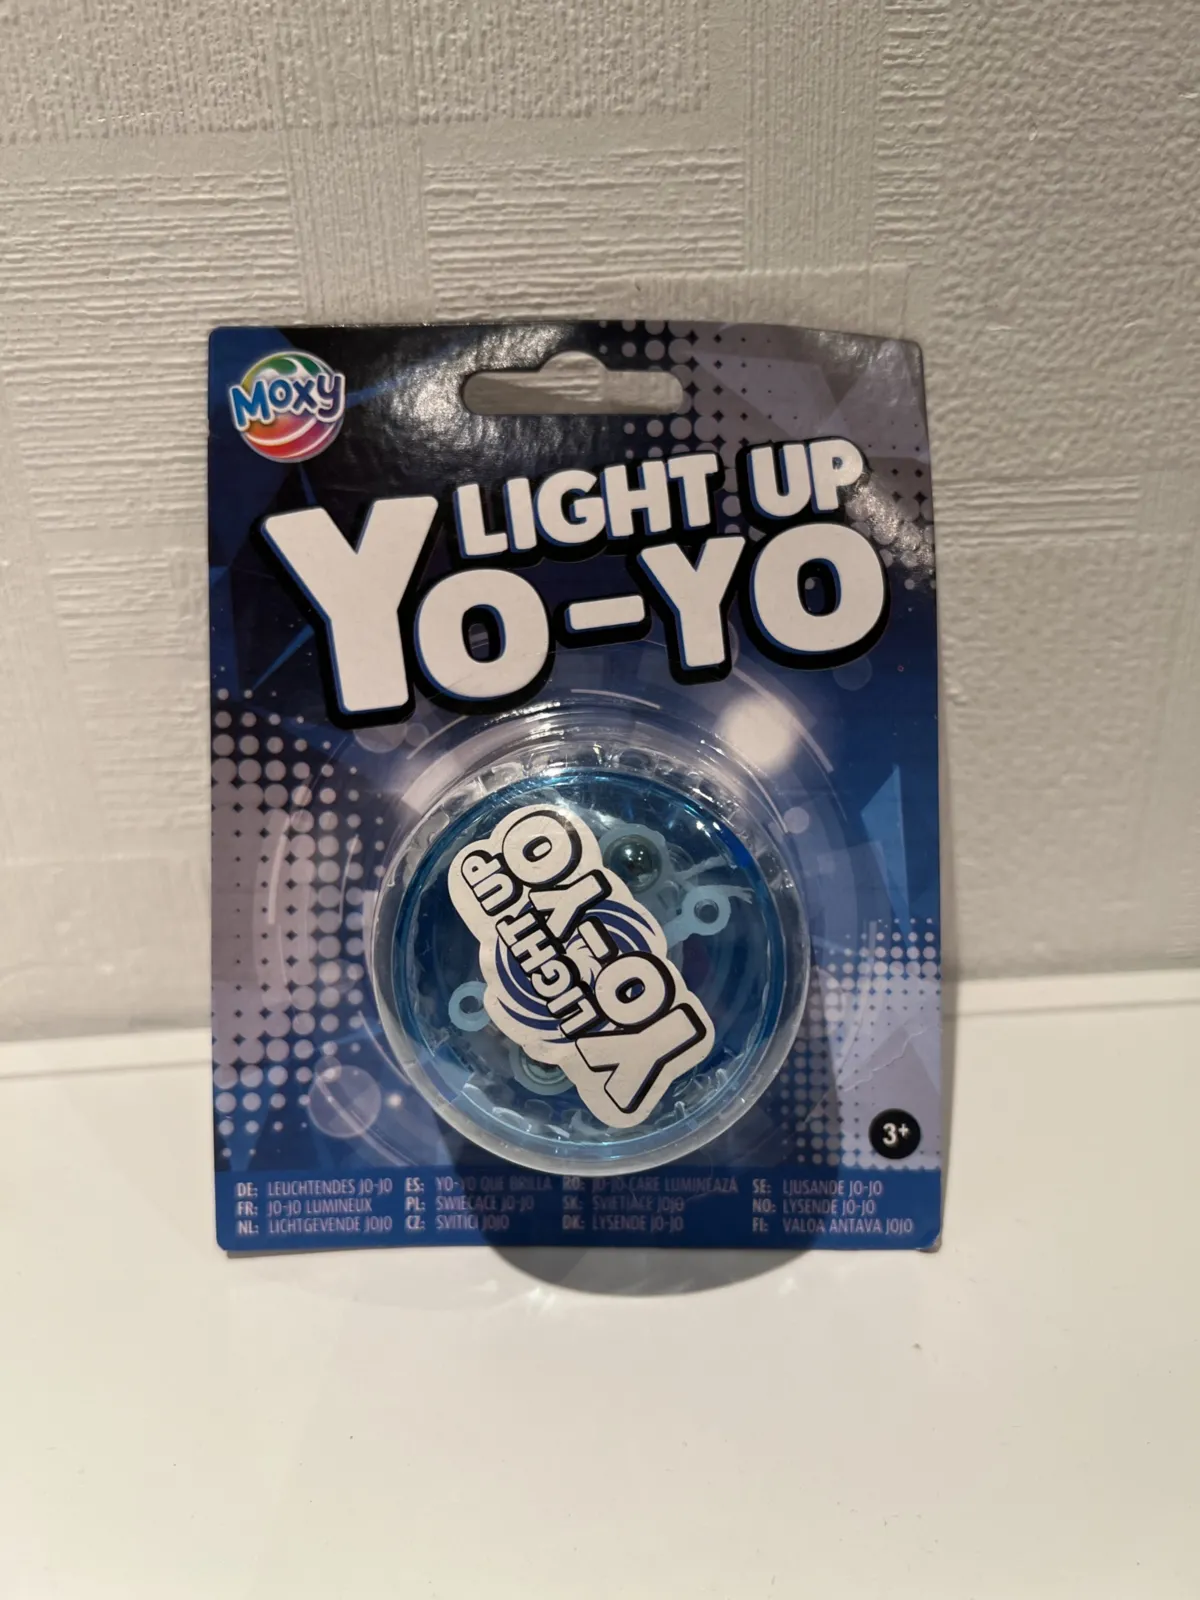 MOXY
LIGHT UP
YO-YO
LIGHT UP
YO-YO
3+
DE: LEUCHTENDES JO-JO
FR: JO-JO LUMINEUX
NL: LICHTGEVENDE JOJO
ES: YO-YO QUE BRILLA
PL: ŚWIECĄCE JO-JO
CZ: SVÍTÍCÍ JOJO
RO: JO-JO CARE LUMINEAZĂ
SK: SVIETIACE JOJO
DK: LYSENDE JO-JO
SE: LJUSANDE JO-JO
NO: LYSENDE JO-JO
FI: VALOA ANTAVA JOJO